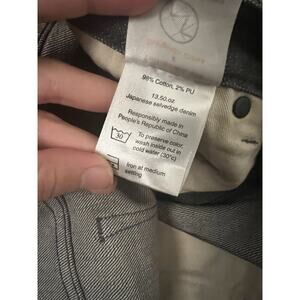 98% Cotton, 2% PU
13.50.oz
Japanese selvedge denim
Responsibly made in
People's Republic of China
30
To preserve color
wash inside out in
cold water (30°c)
Iron at medium
setting